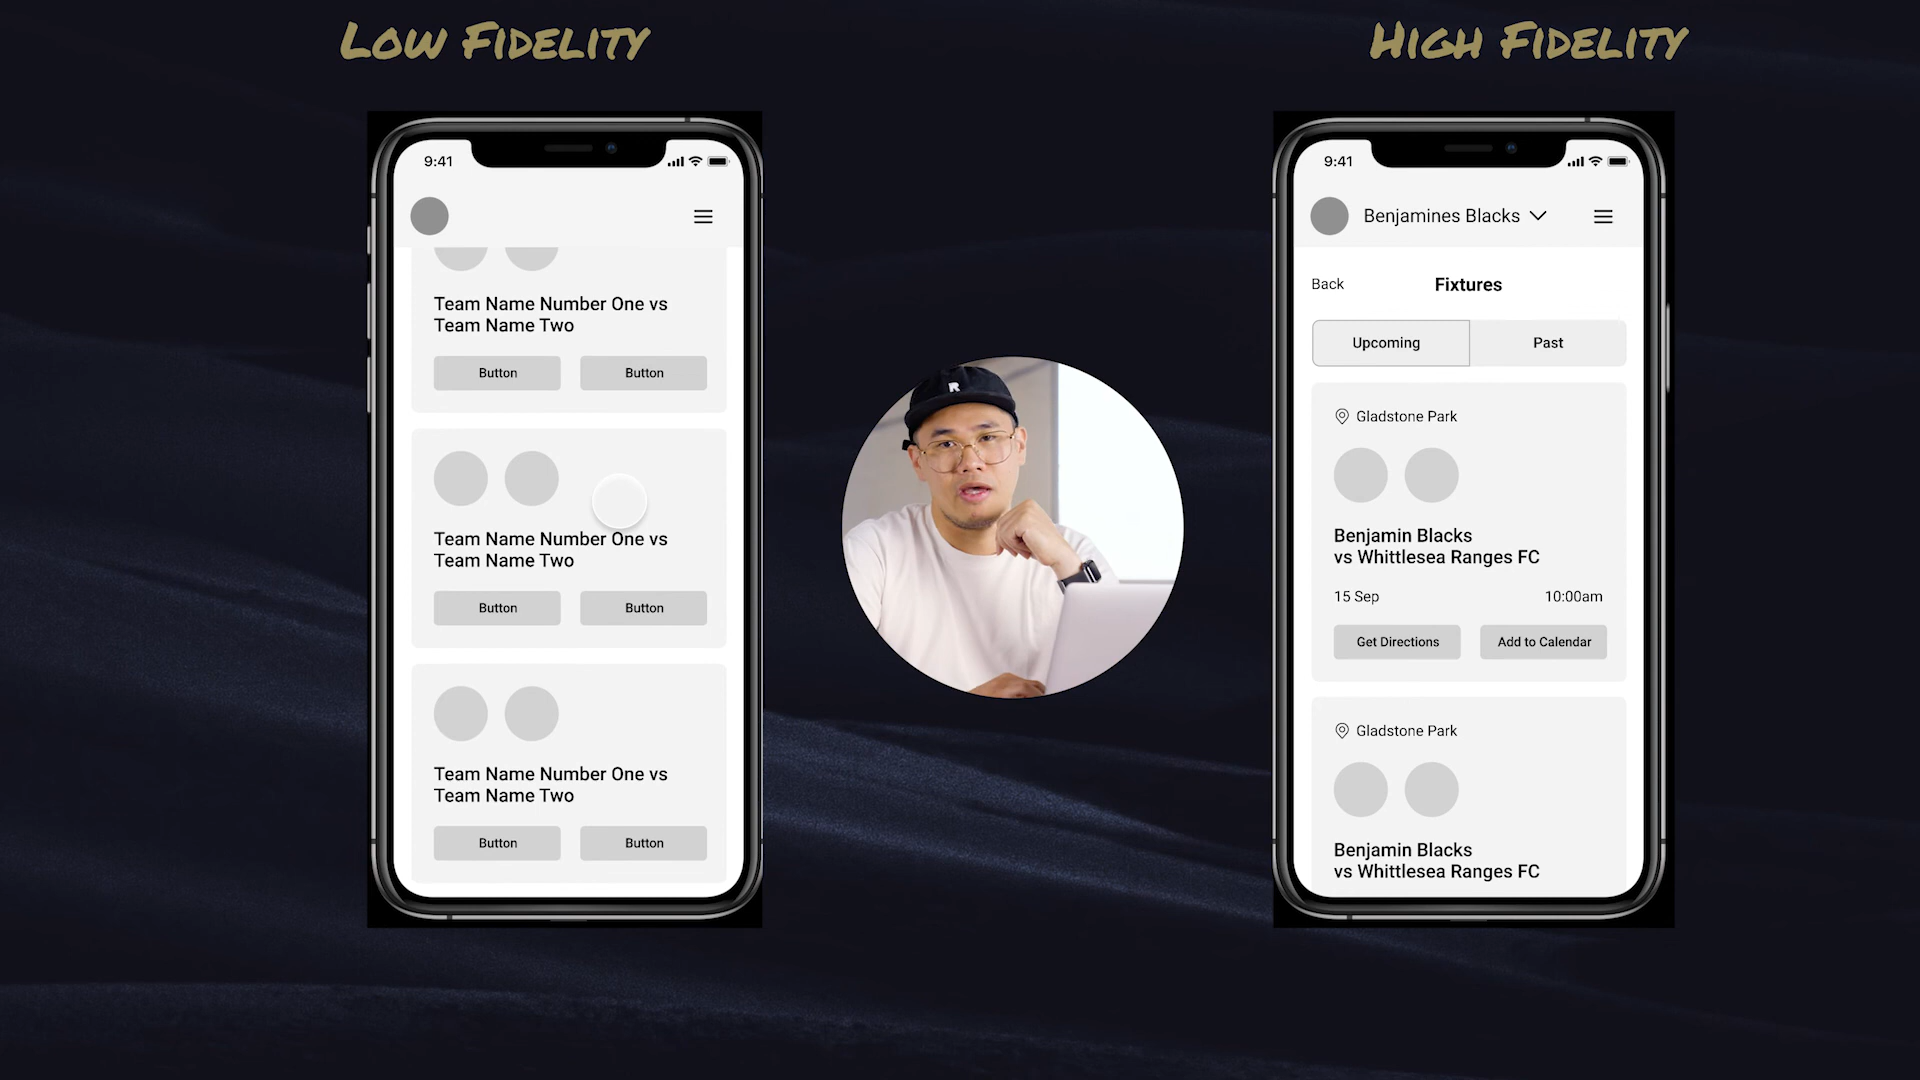 LOW FIDELITY
HIGH FIDELITY
9:41
Team Name Number One vs
Team Name Two
Button
Button
Team Name Number One vs
Team Name Two
Button
Button
Team Name Number One vs
Team Name Two
Button
Button
R
9:41
Benjamines Blacks
Back
Fixtures
Upcoming
Past
Gladstone Park
Benjamin Blacks
vs Whittlesea Ranges FC
15 Sep
10:00am
Get Directions
Add to Calendar
Gladstone Park
Benjamin Blacks
vs Whittlesea Ranges FC